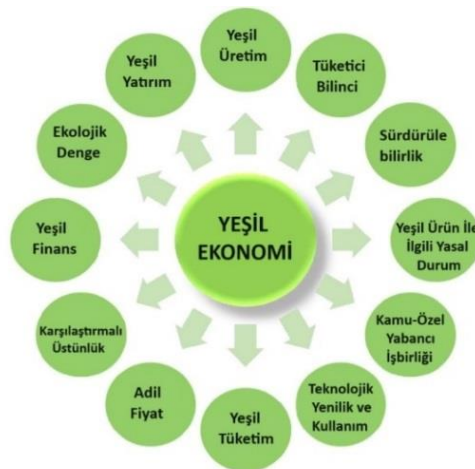 YEŞİL
EKONOMİ
Yeşil
Üretim
Tüketici
Bilinci
Sürdürüle
bilirlik
Yeşil Ürün İle
İlgili Yasal
Durum
Kamu-Özel
Yabancı
İşbirliği
Teknolojik
Yenilik ve
Kullanım
Yeşil
Tüketim
Adil
Fiyat
Karşılaştırmalı
Üstünlük
Yeşil
Finans
Ekolojik
Denge
Yeşil
Yatırım